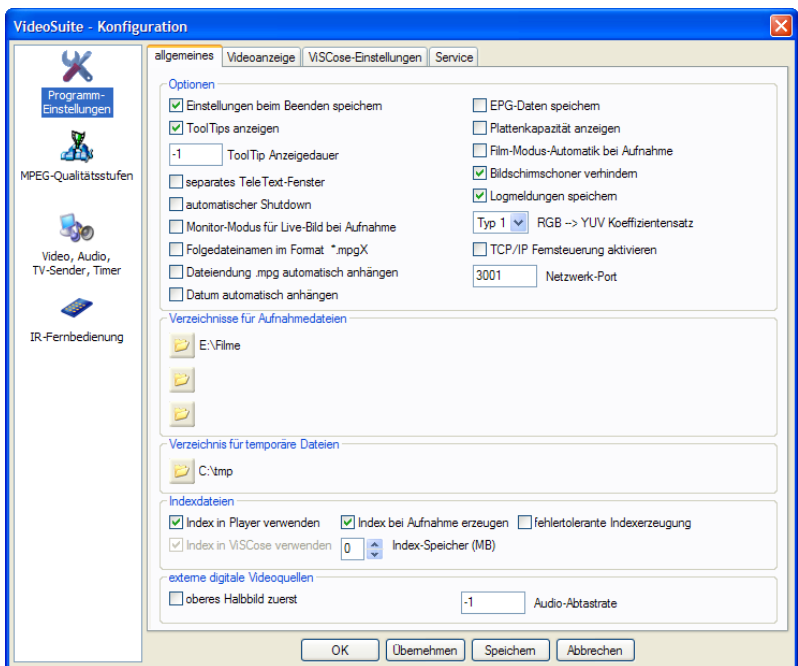 VideoSuite - Konfiguration
Programm-
Einstellungen
MPEG-Qualitätsstufen
Video, Audio,
TV-Sender, Timer
IR-Fernbedienung
allgemeines Videoanzeige ViSCose-Einstellungen Service
Optionen
Einstellungen beim Beenden speichern
ToolTips anzeigen
-1 ToolTip Anzeigedauer
separates TeleText-Fenster
automatischer Shutdown
Monitor-Modus für Live-Bild bei Aufnahme
Folgedateinamen im Format *.mpgX
Dateiendung .mpg automatisch anhängen
Datum automatisch anhängen
EPG-Daten speichern
Plattenkapazität anzeigen
Film-Modus-Automatik bei Aufnahme
Bildschimschoner verhindern
Logmeldungen speichern
Typ 1 RGB --> YUV Koeffizientensatz
TCP/IP Fernsteuerung aktivieren
3001 Netzwerk-Port
Verzeichnisse für Aufnahmedateien
E:\Filme
Verzeichnis für temporäre Dateien
C:\tmp
Indexdateien
Index in Player verwenden Index bei Aufnahme erzeugen fehlertolerante Indexerzeugung
Index in ViSCose verwenden 0 Index-Speicher (MB)
externe digitale Videoquellen
oberes Halbbild zuerst -1 Audio-Abtastrate
OK Übernehmen Speichern Abbrechen